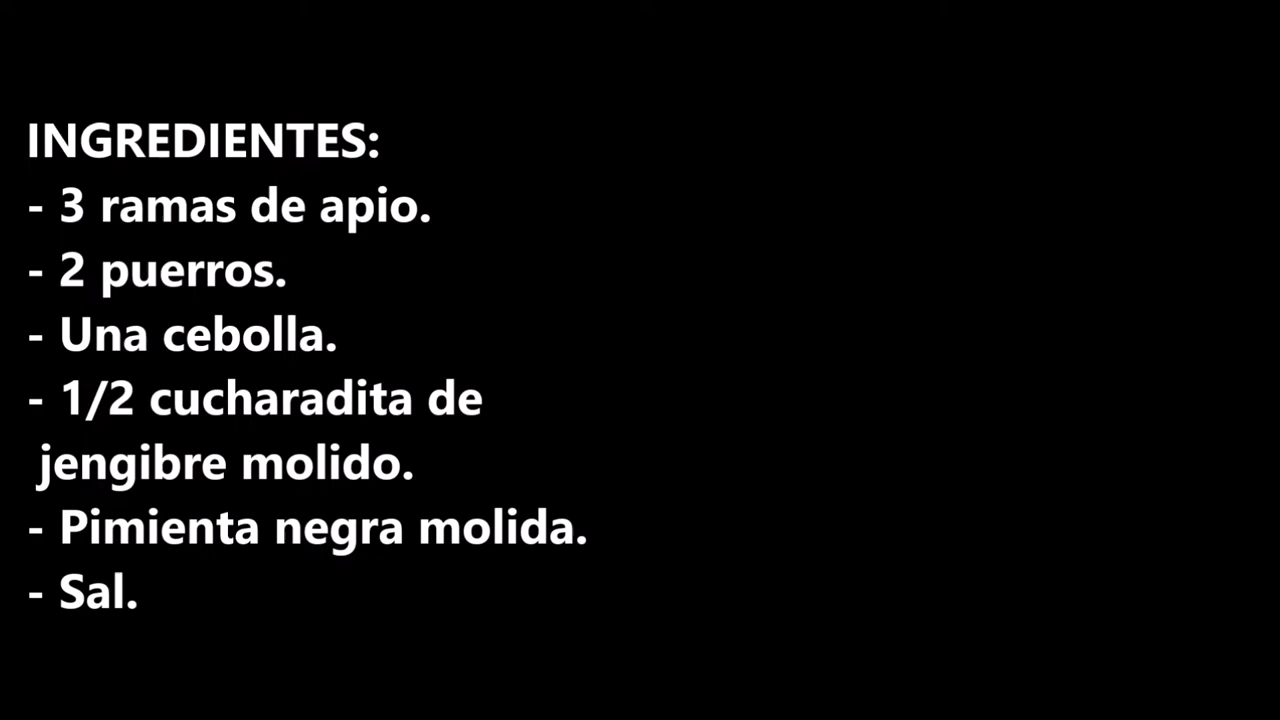 INGREDIENTES:
- 3 ramas de apio.
- 2 puerros.
- Una cebolla.
- 1/2 cucharadita de
jengibre molido.
- Pimienta negra molida.
- Sal.